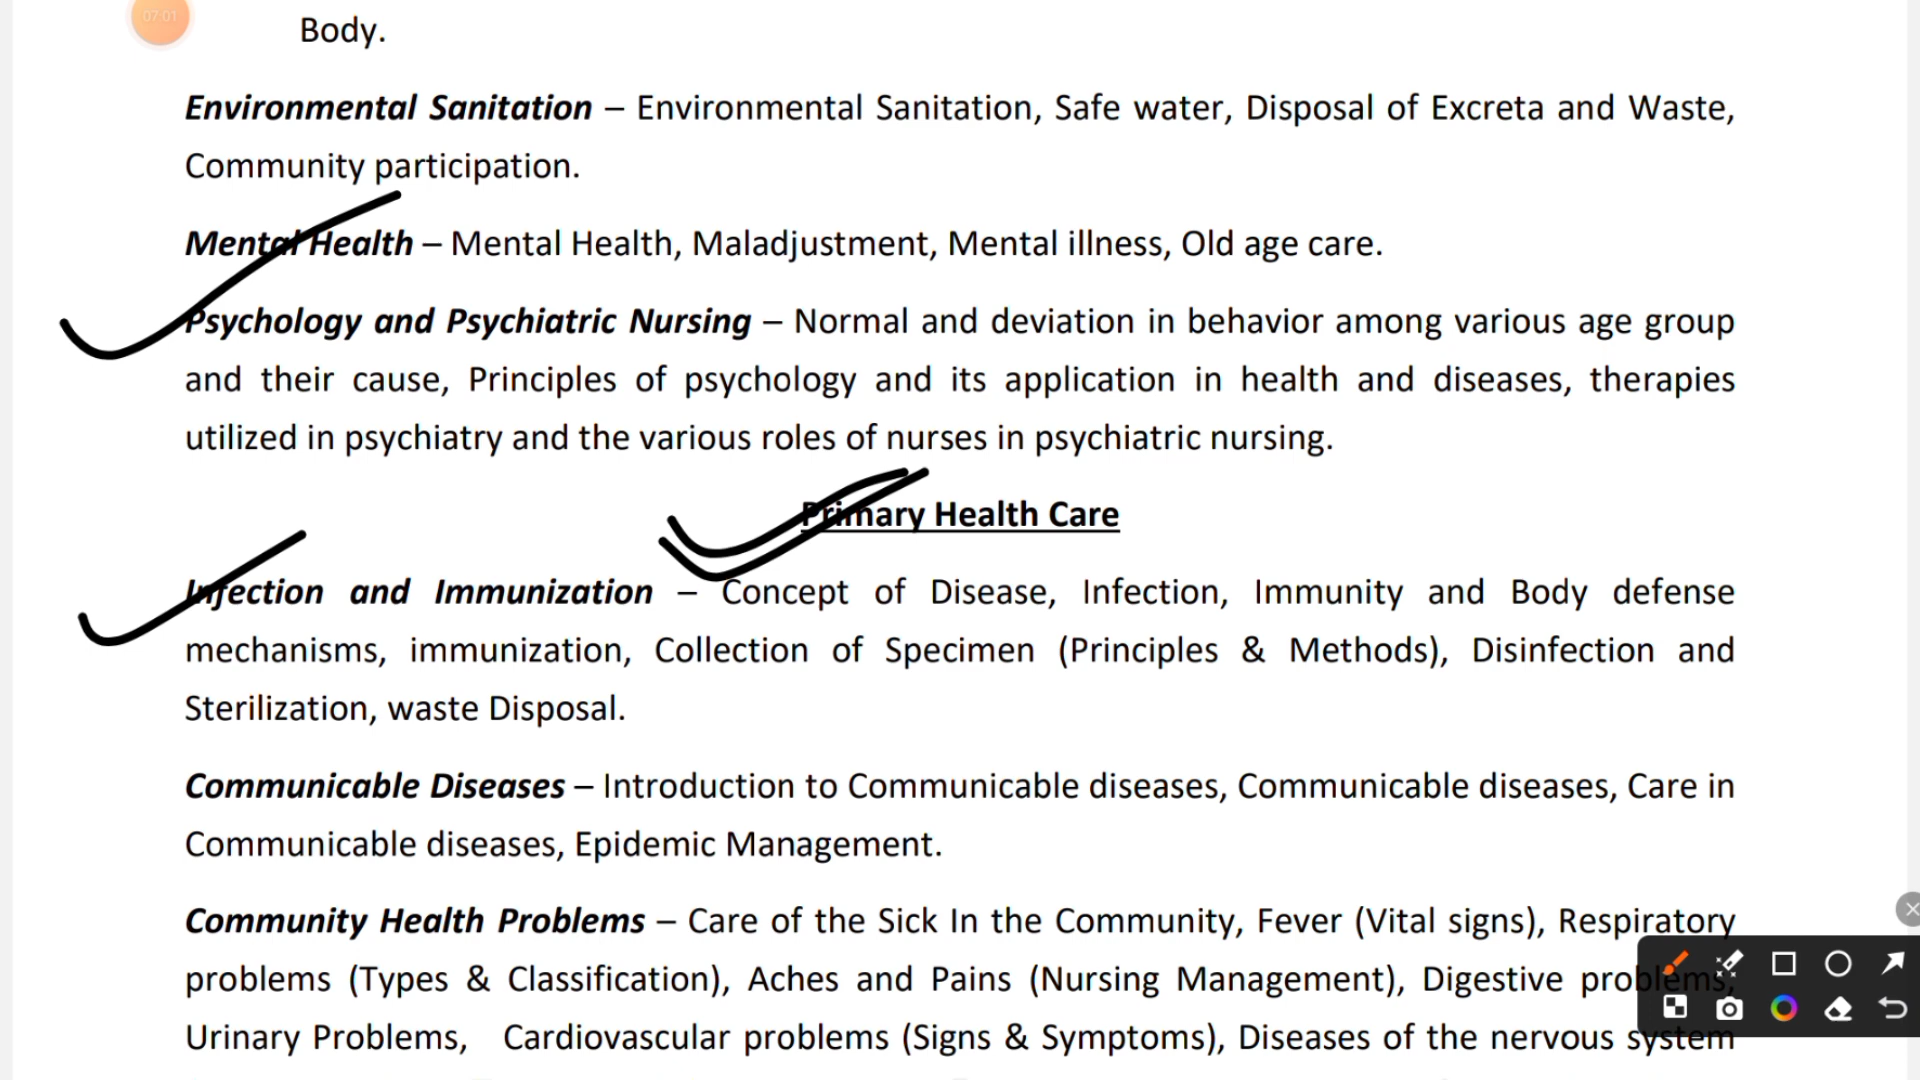 07:01
Body.
Environmental Sanitation – Environmental Sanitation, Safe water, Disposal of Excreta and Waste,
Community participation.
Mental Health – Mental Health, Maladjustment, Mental illness, Old age care.
Psychology and Psychiatric Nursing – Normal and deviation in behavior among various age group
and their cause, Principles of psychology and its application in health and diseases, therapies
utilized in psychiatry and the various roles of nurses in psychiatric nursing.
Primary Health Care
Infection and Immunization – Concept of Disease, Infection, Immunity and Body defense
mechanisms, immunization, Collection of Specimen (Principles & Methods), Disinfection and
Sterilization, waste Disposal.
Communicable Diseases – Introduction to Communicable diseases, Communicable diseases, Care in
Communicable diseases, Epidemic Management.
Community Health Problems – Care of the Sick In the Community, Fever (Vital signs), Respiratory
problems (Types & Classification), Aches and Pains (Nursing Management), Digestive problems,
Urinary Problems, Cardiovascular problems (Signs & Symptoms), Diseases of the nervous system